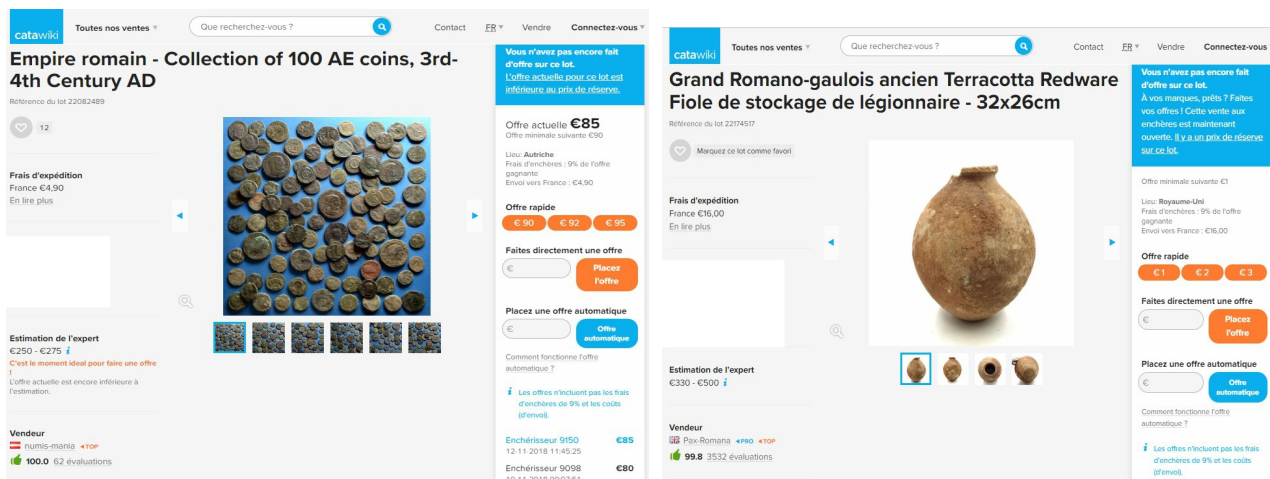 catawiki
Toutes nos ventes
Que recherchez-vous ?
Contact
FR
Vendre
Connectez-vous
Empire romain - Collection of 100 AE coins, 3rd-
4th Century AD
Référence du lot 22082489
12
Frais d'expédition
France €4,90
En lire plus
Estimation de l'expert
€250 - €275 i
C'est le moment ideal pour faire une offre
!
L'offre actuelle est encore inférieure à
l'estimation.
Vendeur
numis-mania TOP
100.0 62 évaluations
Vous n'avez pas encore fait
d'offre sur ce lot.
L'offre actuelle pour ce lot est
inférieure au prix de réserve.
Offre actuelle €85
Offre minimale suivante €90
Lieu: Autriche
Frais d'enchères : 9% de l'offre
gagnante
Envoi vers France : €4,90
Offre rapide
€ 90 € 92 € 95
Faites directement une offre
€
Placez
l'offre
Placez une offre automatique
€
Offre
automatique
Comment fonctionne l'offre
automatique ?
i Les offres n'incluent pas les frais
d'enchères de 9% et les coûts
(d'envoi).
Enchérisseur 9150 €85
12-11-2018 11:45:25
Enchérisseur 9098 €80
catawiki
Toutes nos ventes
Que recherchez-vous ?
Contact
FR
Vendre
Connectez-vous
Grand Romano-gaulois ancien Terracotta Redware
Fiole de stockage de légionnaire - 32x26cm
Référence du lot 22174517
Marquez ce lot comme favori
Frais d'expédition
France €16,00
En lire plus
Estimation de l'expert
€330 - €500 i
Vendeur
Pax-Romana PRO TOP
99.8 3532 évaluations
Vous n'avez pas encore fait
d'offre sur ce lot.
À vos marques, prêts ? Faites
vos offres ! Cette vente aux
enchères est maintenant
ouverte. Il y a un prix de réserve
sur ce lot.
Offre minimale suivante €1
Lieu: Royaume-Uni
Frais d'enchères : 9% de l'offre
gagnante
Envoi vers France : €16,00
Offre rapide
€ 1 € 2 € 3
Faites directement une offre
€
Placez
l'offre
Placez une offre automatique
€
Offre
automatique
Comment fonctionne l'offre
automatique ?
i Les offres n'incluent pas les frais
d'enchères de 9% et les coûts
(d'envoi).